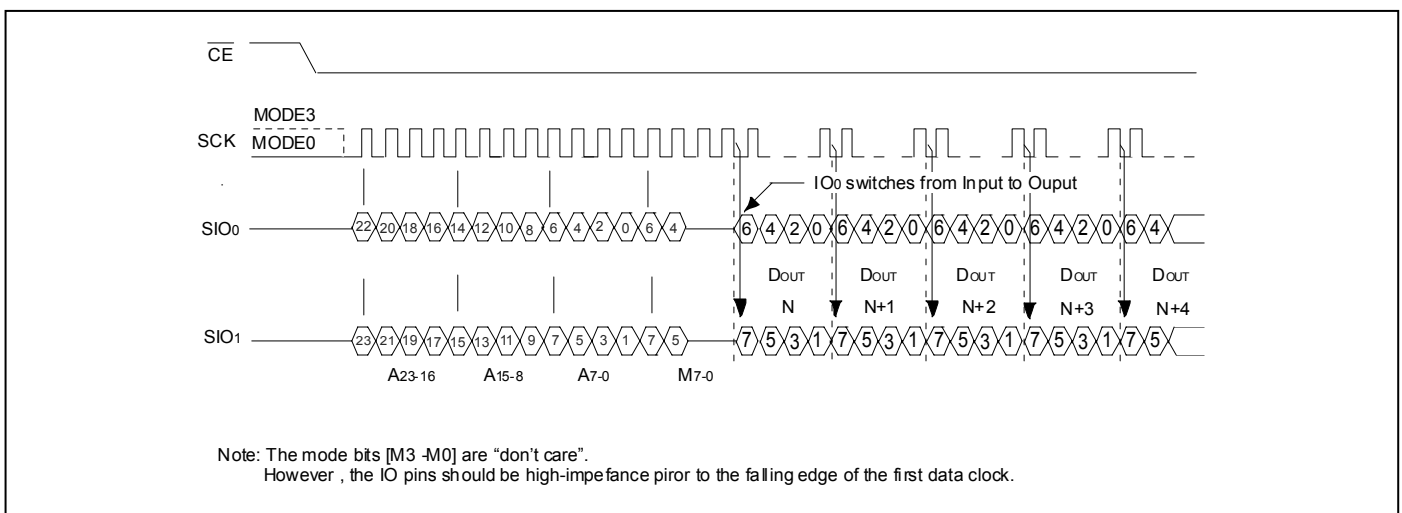 CE
MODE3
SCK MODE0
IO0 switches from Input to Ouput
SIO0 22 20 18 16 14 12 10 8 6 4 2 0 6 4 6 4 2 0 6 4 2 0 6 4 2 0 6 4 2 0 6 4
DOUT DOUT DOUT DOUT DOUT
N N+1 N+2 N+3 N+4
SIO1 23 21 19 17 15 13 11 9 7 5 3 1 7 5 7 5 3 1 7 5 3 1 7 5 3 1 7 5 3 1 7 5
A23-16 A15-8 A7-0 M7-0
Note: The mode bits [M3 -M0] are “don’t care”.
However , the IO pins should be high-impefance piror to the falling edge of the first data clock.